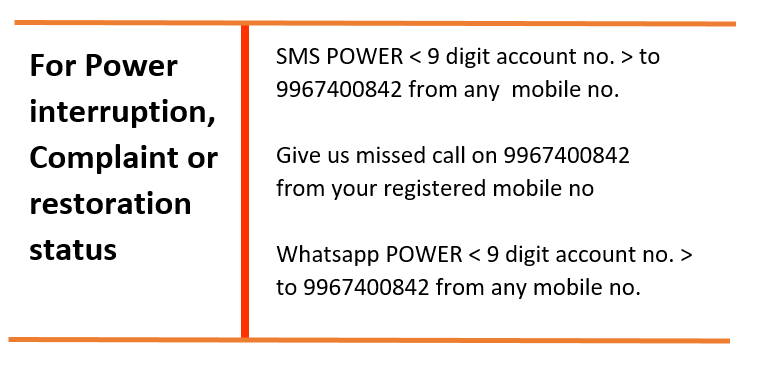 For Power
interruption,
Complaint or
restoration
status
SMS POWER < 9 digit account no. > to
9967400842 from any  mobile no.
Give us missed call on 9967400842
from your registered mobile no
Whatsapp POWER < 9 digit account no. >
to 9967400842 from any mobile no.